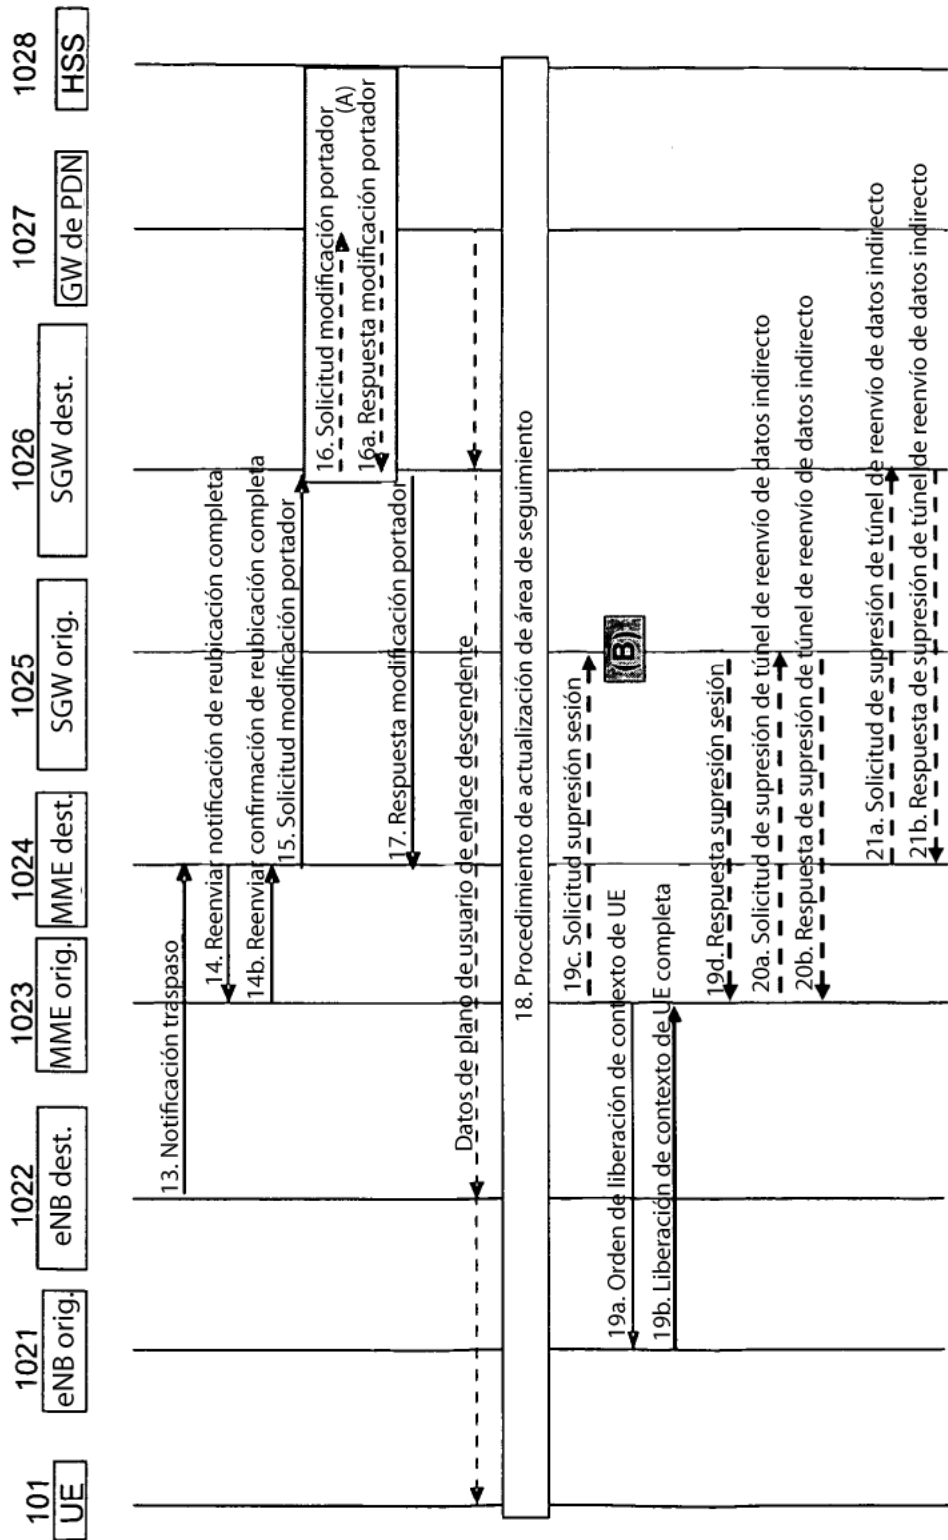 101
UE
1021
eNB orig.
1022
eNB dest.
1023
MME orig.
1024
MME dest.
1025
SGW orig.
1026
SGW dest.
1027
GW de PDN
1028
HSS
13. Notificación traspaso
14. Reenviar notificación de reubicación completa
14b. Reenviar confirmación de reubicación completa
15. Solicitud modificación portador
16. Solicitud modificación portador
(A)
16a. Respuesta modificación portador
17. Respuesta modificación portador
Datos de plano de usuario de enlace descendente
18. Procedimiento de actualización de área de seguimiento
19c. Solicitud supresión sesión
(B)
19a. Orden de liberación de contexto de UE
19b. Liberación de contexto de UE completa
19d. Respuesta supresión sesión
20a. Solicitud de supresión de túnel de reenvío de datos indirecto
20b. Respuesta de supresión de túnel de reenvío de datos indirecto
21a. Solicitud de supresión de túnel de reenvío de datos indirecto
21b. Respuesta de supresión de túnel de reenvío de datos indirecto